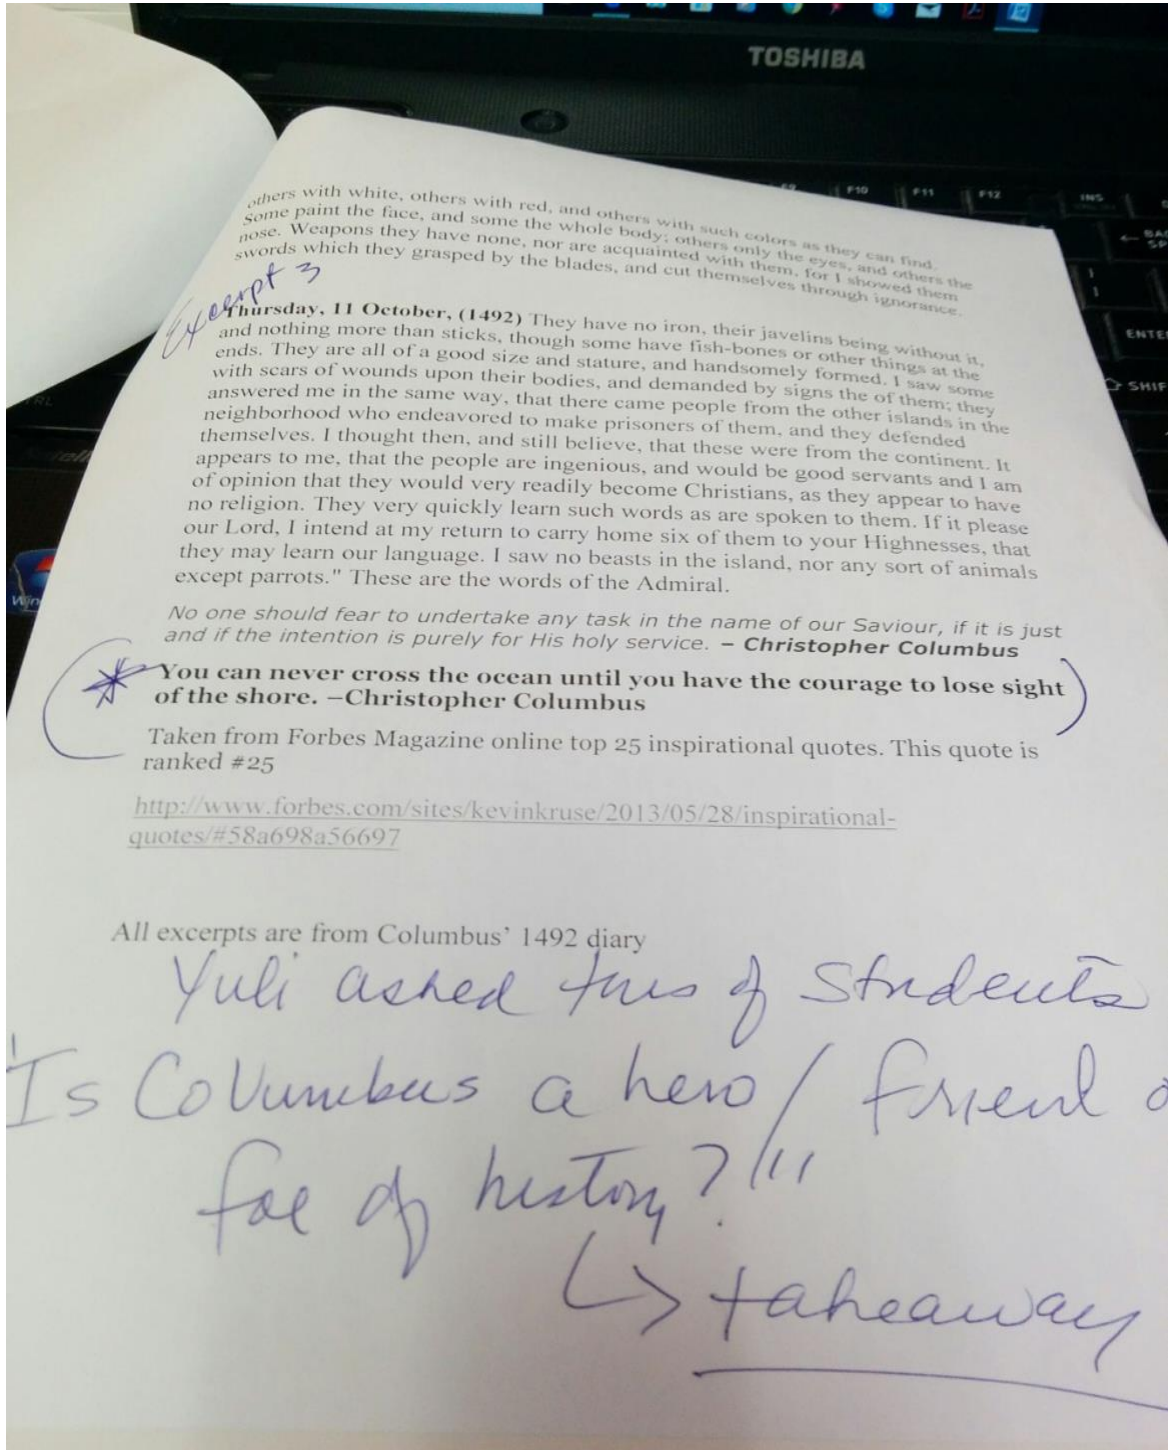 TOSHIBA
F10 F11 F12 INS
others with white, others with red, and others with such colors as they can find.
Some paint the face, and some the whole body; others only the eyes, and others the
nose. Weapons they have none, nor are acquainted with them, for I showed them
swords which they grasped by the blades, and cut themselves through ignorance.
Excerpt 3
Thursday, 11 October, (1492) They have no iron, their javelins being without it,
and nothing more than sticks, though some have fish-bones or other things at the
ends. They are all of a good size and stature, and handsomely formed. I saw some
with scars of wounds upon their bodies, and demanded by signs the of them; they
answered me in the same way, that there came people from the other islands in the
neighborhood who endeavored to make prisoners of them, and they defended
themselves. I thought then, and still believe, that these were from the continent. It
appears to me, that the people are ingenious, and would be good servants and I am
of opinion that they would very readily become Christians, as they appear to have
no religion. They very quickly learn such words as are spoken to them. If it please
our Lord, I intend at my return to carry home six of them to your Highnesses, that
they may learn our language. I saw no beasts in the island, nor any sort of animals
except parrots." These are the words of the Admiral.
No one should fear to undertake any task in the name of our Saviour, if it is just
and if the intention is purely for His holy service. – Christopher Columbus
You can never cross the ocean until you have the courage to lose sight
of the shore. –Christopher Columbus
Taken from Forbes Magazine online top 25 inspirational quotes. This quote is
ranked #25
http://www.forbes.com/sites/kevinkruse/2013/05/28/inspirational-
quotes/#58a698a56697
All excerpts are from Columbus' 1492 diary
Yuli asked this of Students
"Is Columbus a hero/ friend o
foe of history?!"
↳ takeaway
ENTE
SHIF